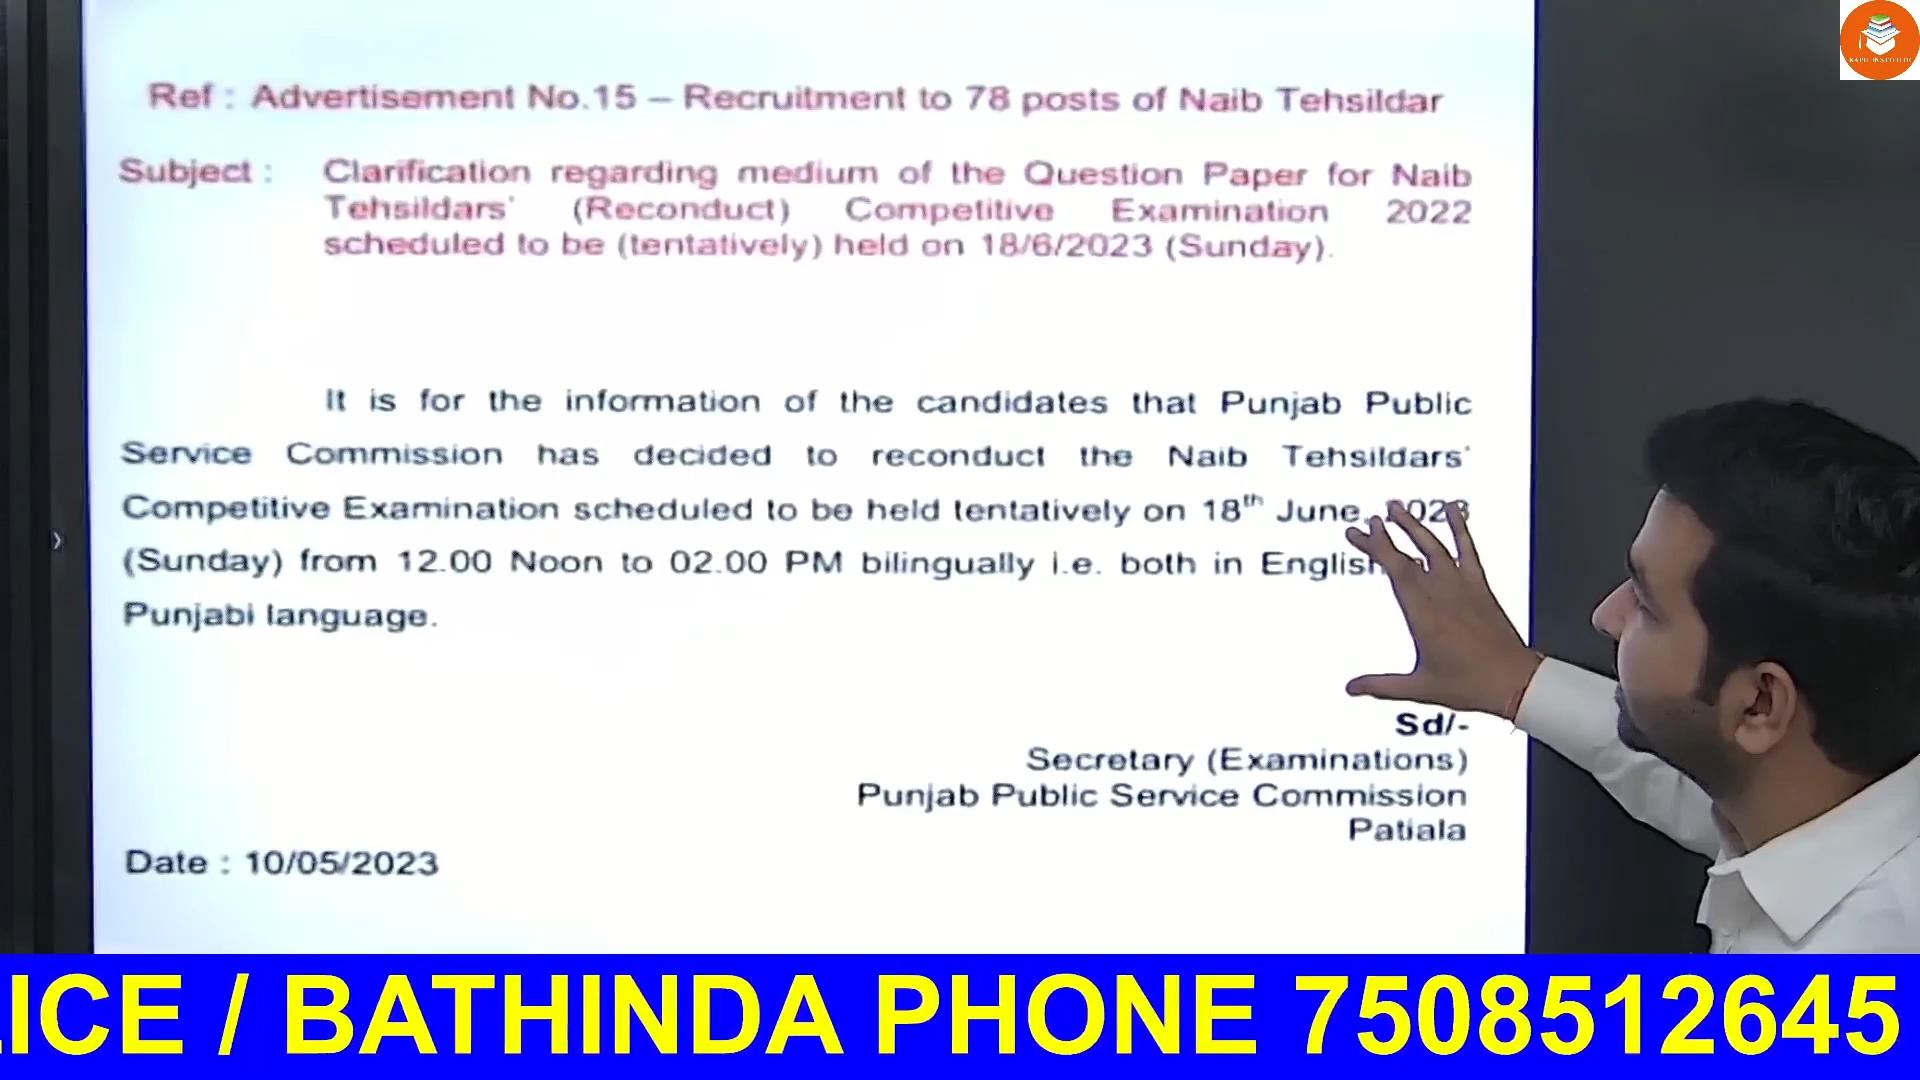 Ref : Advertisement No.15 – Recruitment to 78 posts of Naib Tehsildar
Subject : Clarification regarding medium of the Question Paper for Naib
Tehsildars' (Reconduct) Competitive Examination 2022
scheduled to be (tentatively) held on 18/6/2023 (Sunday).
It is for the information of the candidates that Punjab Public
Service Commission has decided to reconduct the Naib Tehsildars'
Competitive Examination scheduled to be held tentatively on 18th June, 2023
(Sunday) from 12.00 Noon to 02.00 PM bilingually i.e. both in English
Punjabi language.
Sd/-
Secretary (Examinations)
Punjab Public Service Commission
Patiala
Date : 10/05/2023
LICE / BATHINDA PHONE 7508512645
KAPIL INSTITUTE